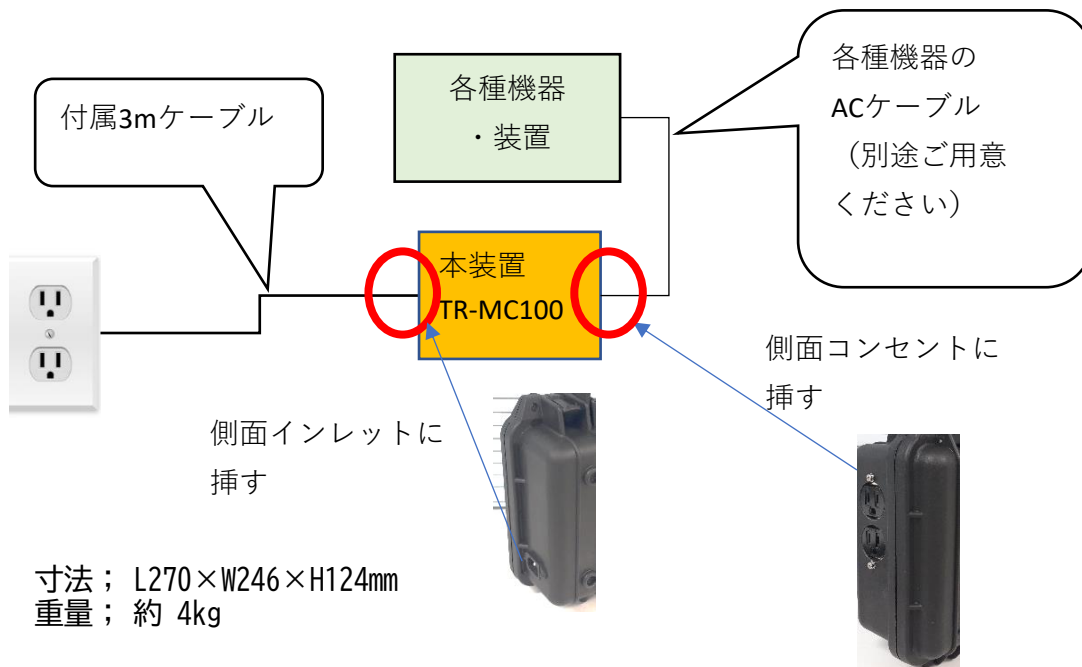 付属3mケーブル
各種機器
・装置
各種機器の
ACケーブル
（別途ご用意
ください）
本装置
TR-MC100
側面コンセントに
挿す
側面インレットに
挿す
寸法； L270×W246×H124mm
重量； 約 4kg